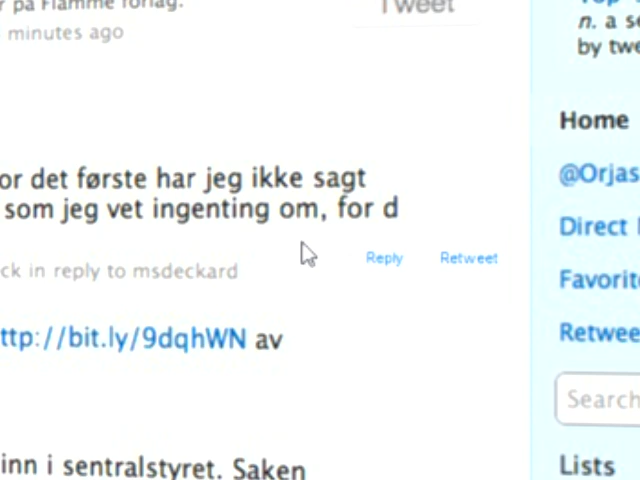 på Flamme forlag.
Tweet
minutes ago
n. a
by
or det første har jeg ikke sagt
som jeg vet ingenting om, for d
ck in reply to msdeckard
Reply
Retweet
ttp://bit.ly/9dqhWN av
inn i sentralstyret. Saken
Home
@Orjas
Direct
Favorit
Retwee
Search
Lists